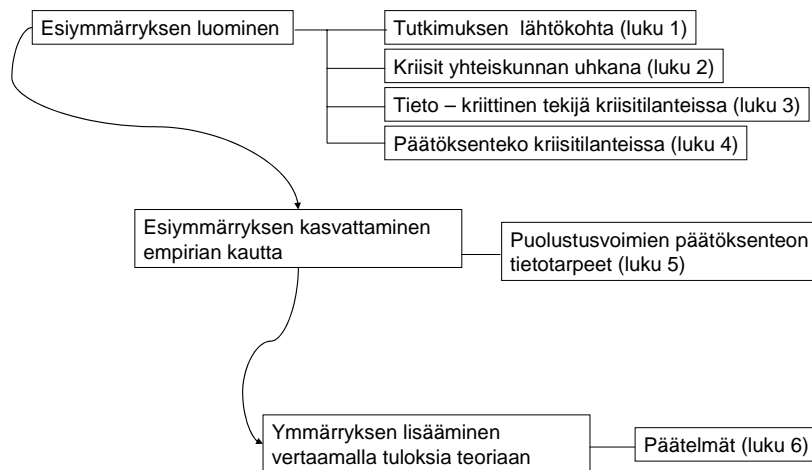 Esiymmärryksen luominen
Tutkimuksen lähtökohta (luku 1)
Kriisit yhteiskunnan uhkana (luku 2)
Tieto – kriittinen tekijä kriisitilanteissa (luku 3)
Päätöksenteko kriisitilanteissa (luku 4)
Esiymmärryksen kasvattaminen
empirian kautta
Puolustusvoimien päätöksenteon
tietotarpeet (luku 5)
Ymmärryksen lisääminen
vertaamalla tuloksia teoriaan
Päätelmät (luku 6)